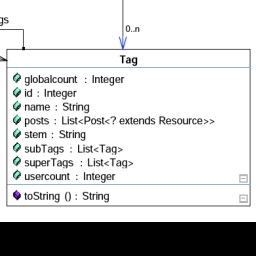 gs
0..n
Tag
globalcount : Integer
id : Integer
name : String
posts : List<Post<? extends Resource>>
stem : String
subTags : List<Tag>
superTags : List<Tag>
usercount : Integer
toString () : String